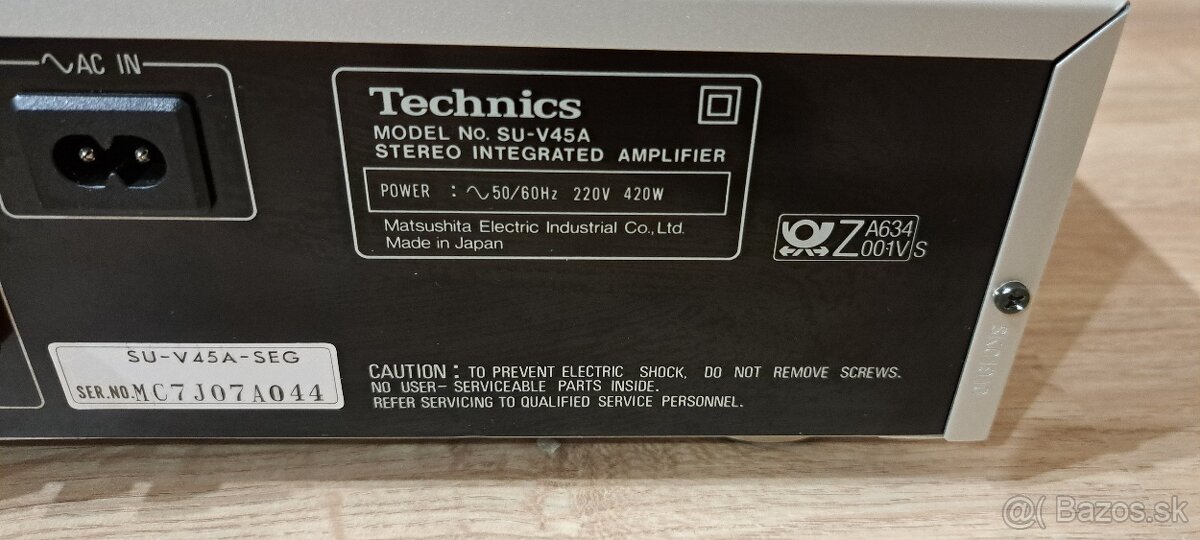 AC IN
Technics
MODEL No. SU-V45A
STEREO INTEGRATED AMPLIFIER
POWER : ∿50/60Hz 220V 420W
Matsushita Electric Industrial Co., Ltd.
Made in Japan
Z A634
001V S
SU-V45A-SEG
SER.NO. MC7J07A044
CAUTION : TO PREVENT ELECTRIC SHOCK, DO NOT REMOVE SCREWS.
NO USER- SERVICEABLE PARTS INSIDE.
REFER SERVICING TO QUALIFIED SERVICE PERSONNEL.
@( Bazos.sk